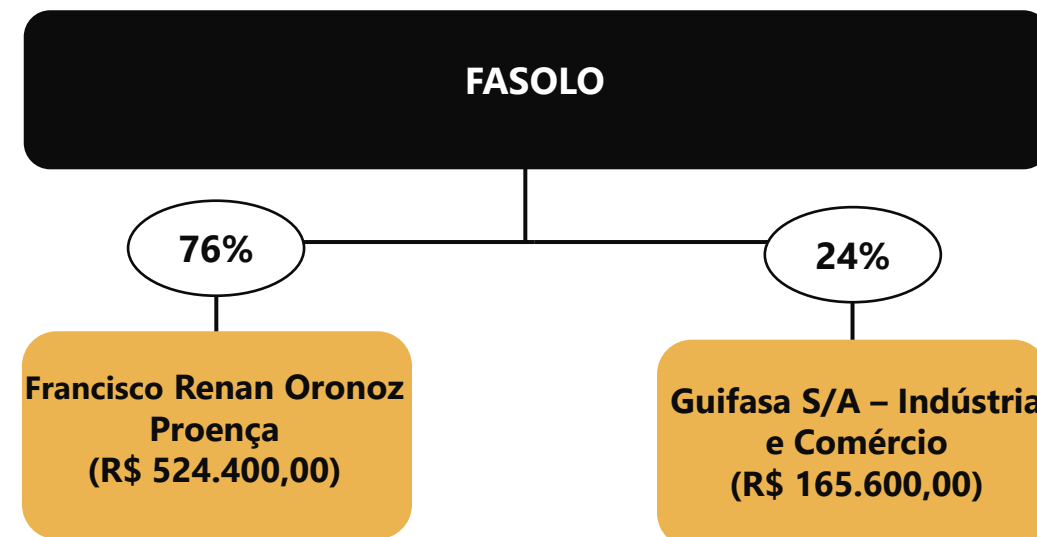 FASOLO
76%
24%
Francisco Renan Oronoz
Proença
(R$ 524.400,00)
Guifasa S/A – Indústria
e Comércio
(R$ 165.600,00)